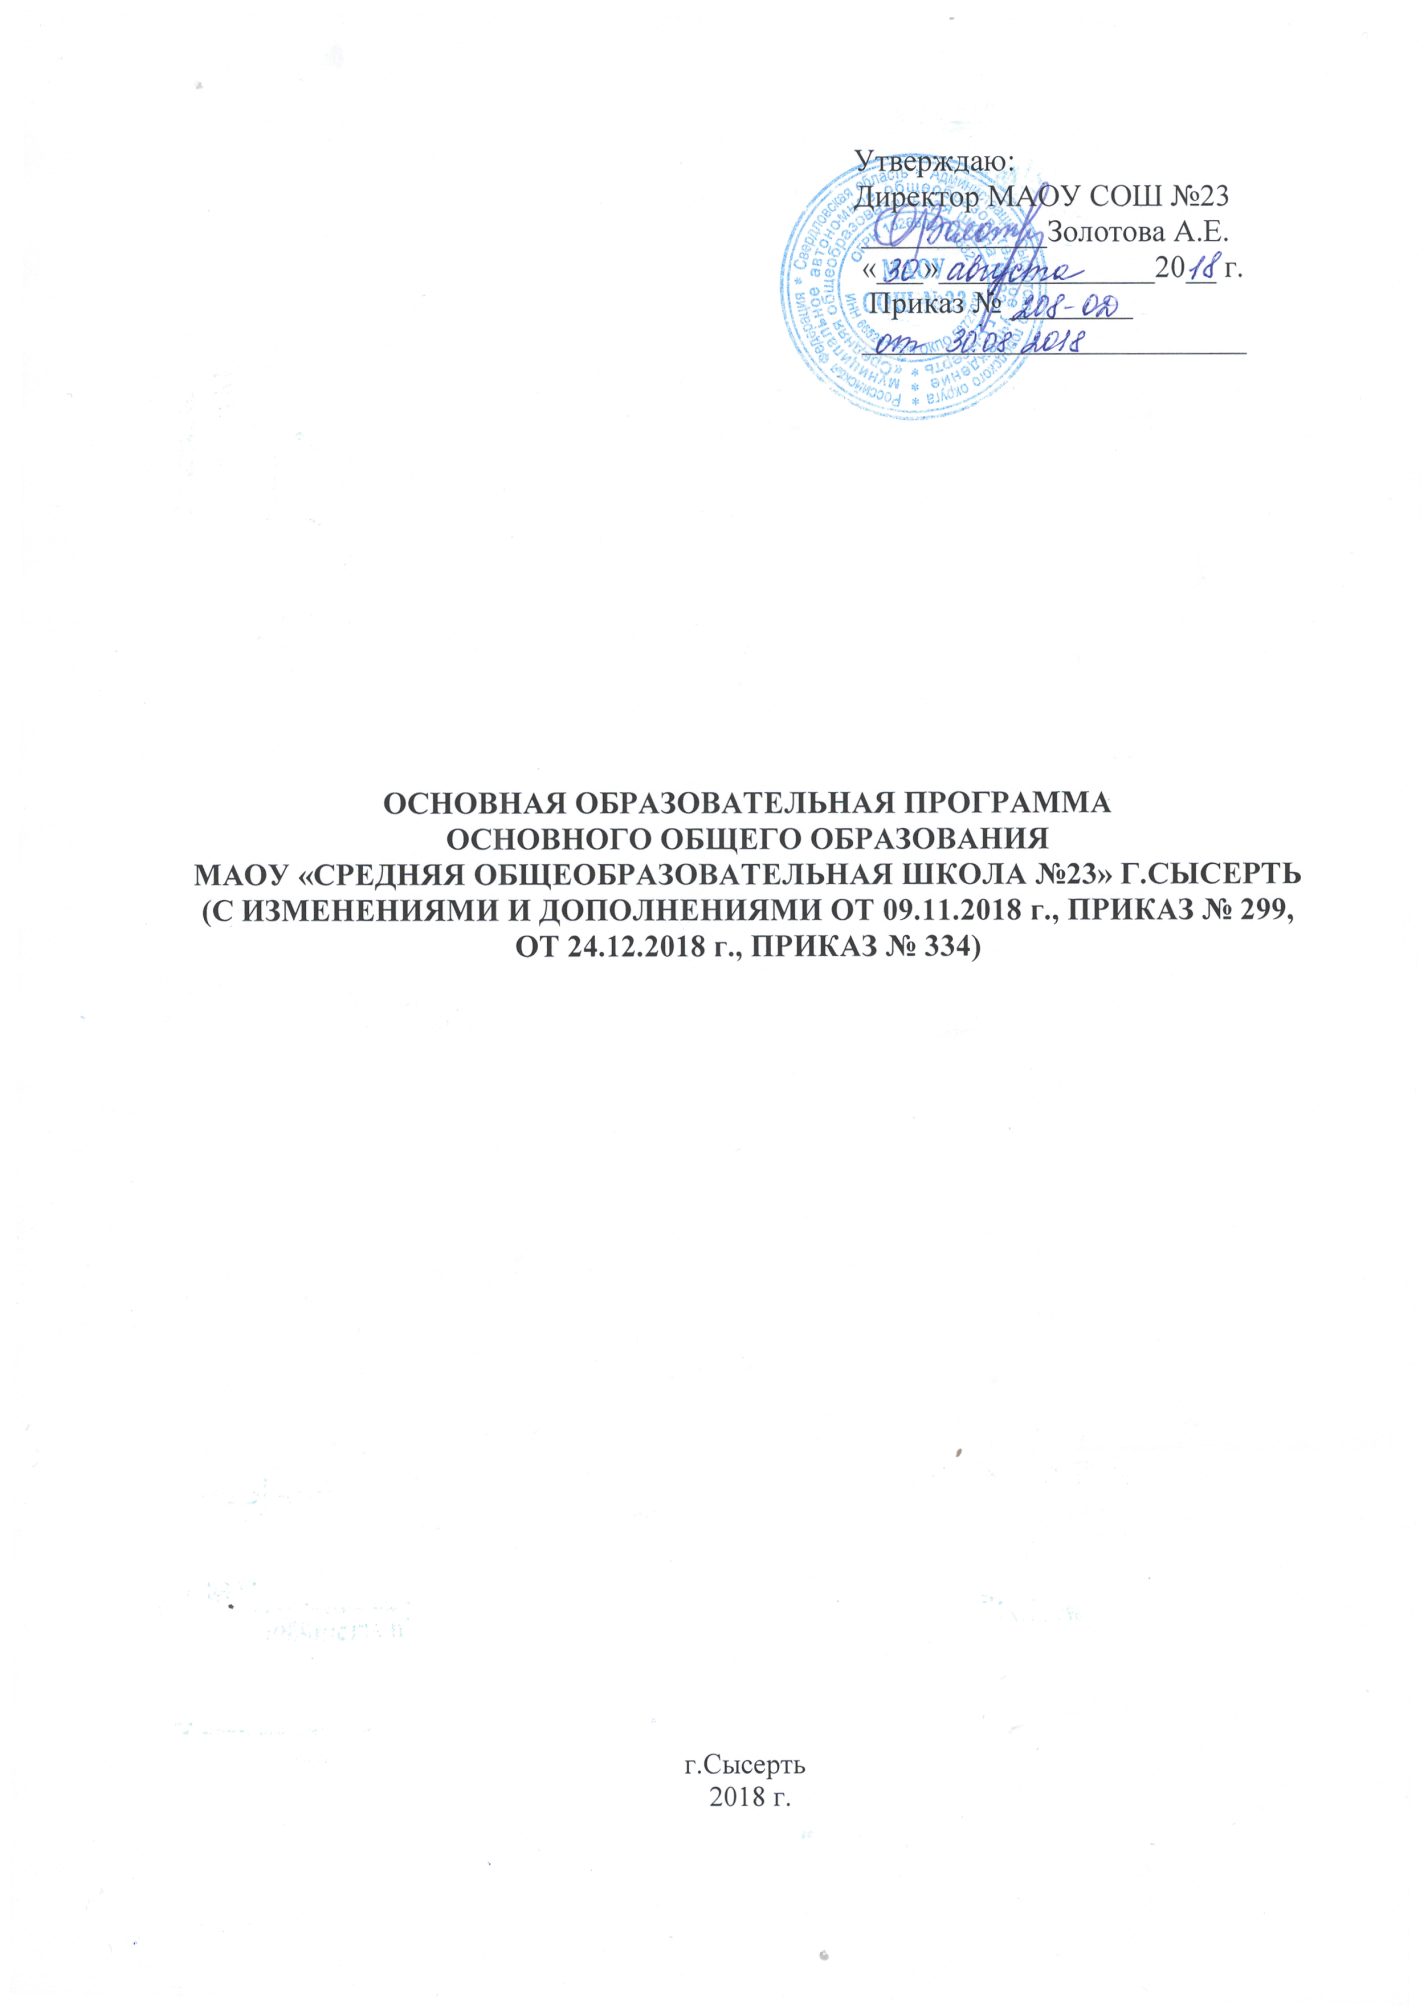 Утверждаю:
Директор МАОУ СОШ №23
____________Золотова А.Е.
«30» августа 2018 г.
Приказ № 208-ОД
от 30.08 2018
ОСНОВНАЯ ОБРАЗОВАТЕЛЬНАЯ ПРОГРАММА
ОСНОВНОГО ОБЩЕГО ОБРАЗОВАНИЯ
МАОУ «СРЕДНЯЯ ОБЩЕОБРАЗОВАТЕЛЬНАЯ ШКОЛА №23» Г.СЫСЕРТЬ
(С ИЗМЕНЕНИЯМИ И ДОПОЛНЕНИЯМИ ОТ 09.11.2018 г., ПРИКАЗ № 299,
ОТ 24.12.2018 г., ПРИКАЗ № 334)
г.Сысерть
2018 г.